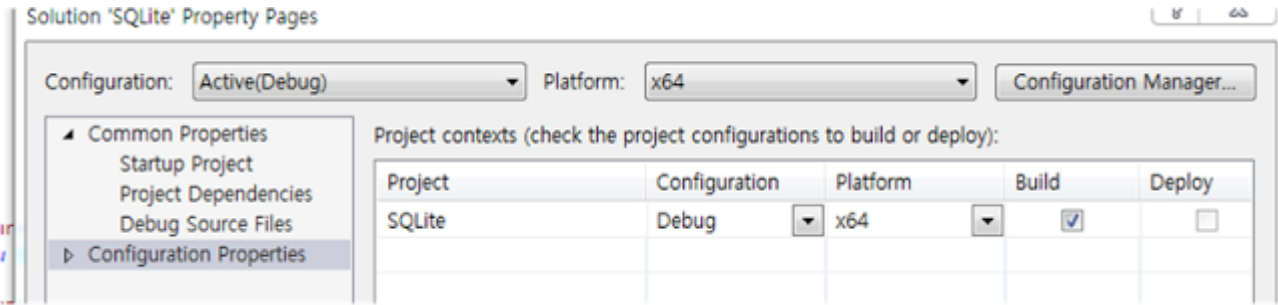 Solution 'SQLite' Property Pages
Configuration: Active(Debug) Platform: x64 Configuration Manager...
Common Properties
Startup Project
Project Dependencies
Debug Source Files
Configuration Properties
Project contexts (check the project configurations to build or deploy):
Project Configuration Platform Build Deploy
SQLite Debug x64